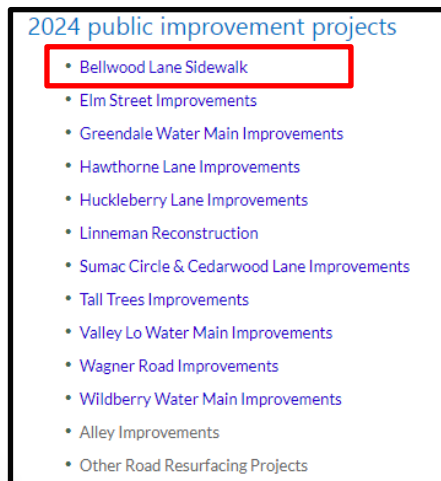 2024 public improvement projects
• Bellwood Lane Sidewalk
• Elm Street Improvements
• Greendale Water Main Improvements
• Hawthorne Lane Improvements
• Huckleberry Lane Improvements
• Linneman Reconstruction
• Sumac Circle & Cedarwood Lane Improvements
• Tall Trees Improvements
• Valley Lo Water Main Improvements
• Wagner Road Improvements
• Wildberry Water Main Improvements
• Alley Improvements
• Other Road Resurfacing Projects